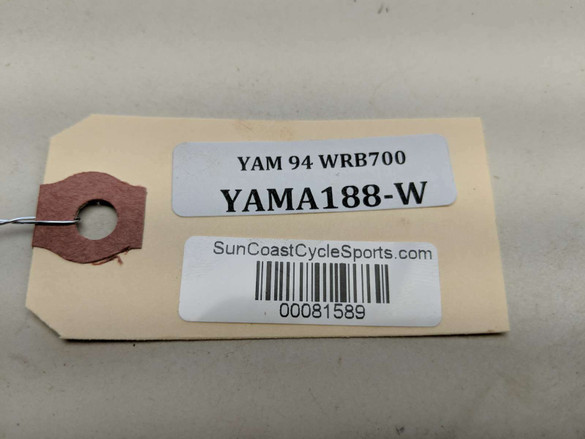 YAM 94 WRB700
YAMA188-W
SunCoastCycleSports.com
00081589